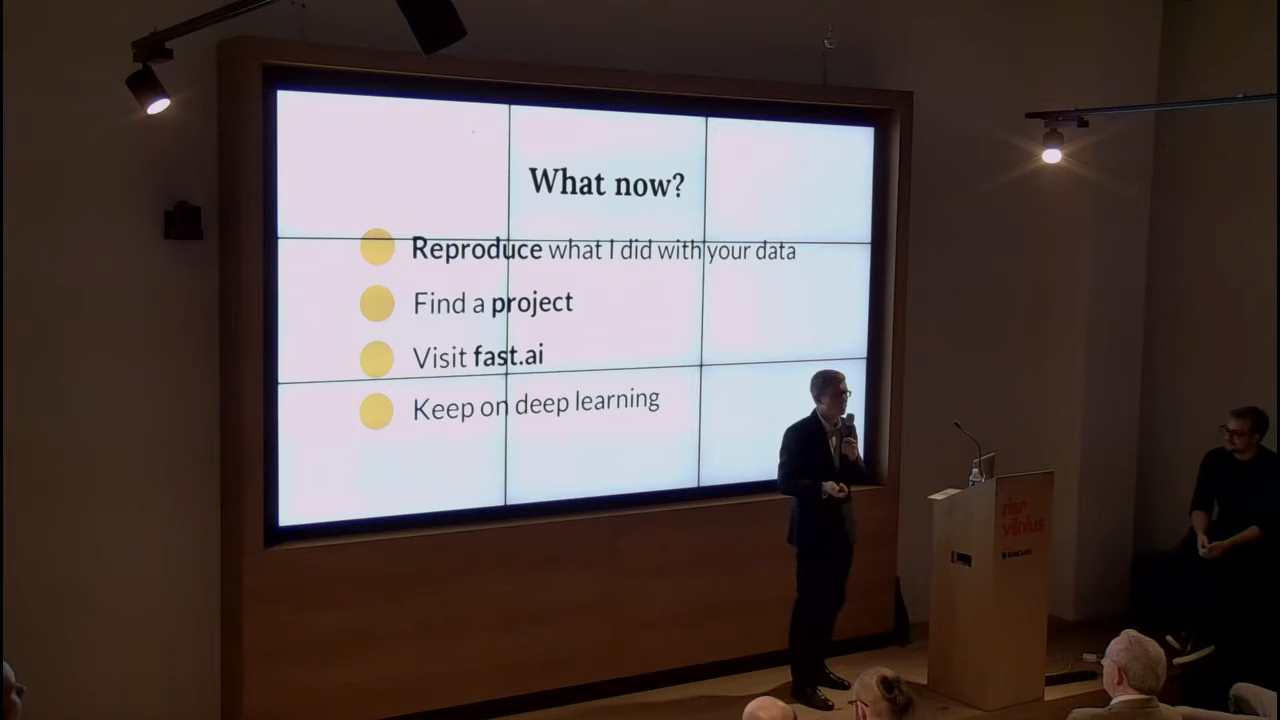 What now?
Reproduce what I did with your data
Find a project
Visit fast.ai
Keep on deep learning
rise
vilnius
BARCLAYS